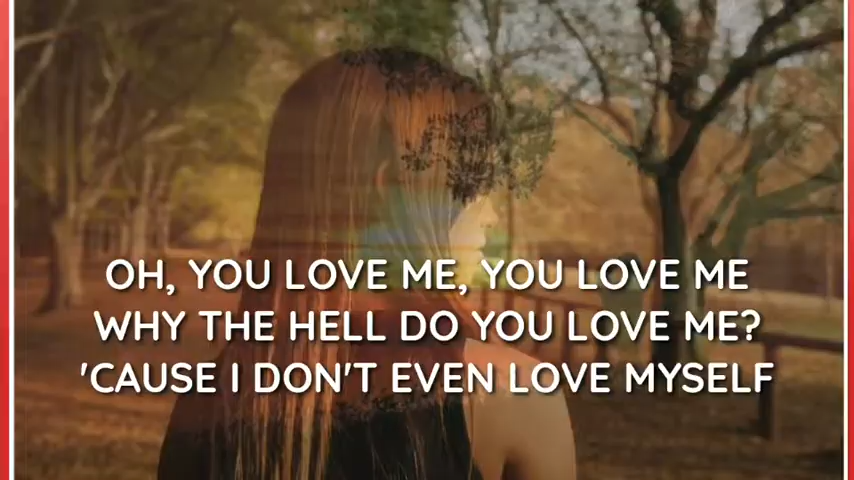 OH, YOU LOVE ME, YOU LOVE ME
WHY THE HELL DO YOU LOVE ME?
'CAUSE I DON'T EVEN LOVE MYSELF